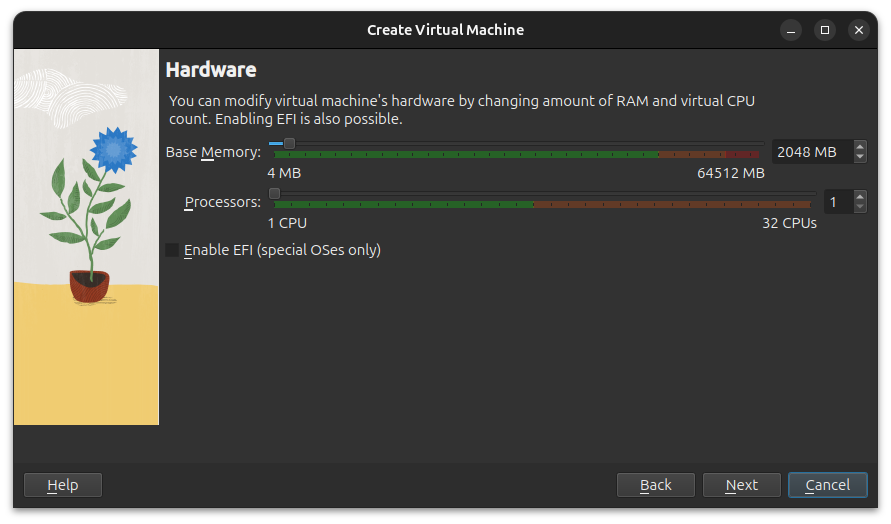 Create Virtual Machine
Hardware
You can modify virtual machine's hardware by changing amount of RAM and virtual CPU
count. Enabling EFI is also possible.
Base Memory:
2048 MB
4 MB
64512 MB
Processors:
1
1 CPU
32 CPUs
Enable EFI (special OSes only)
Help
Back
Next
Cancel